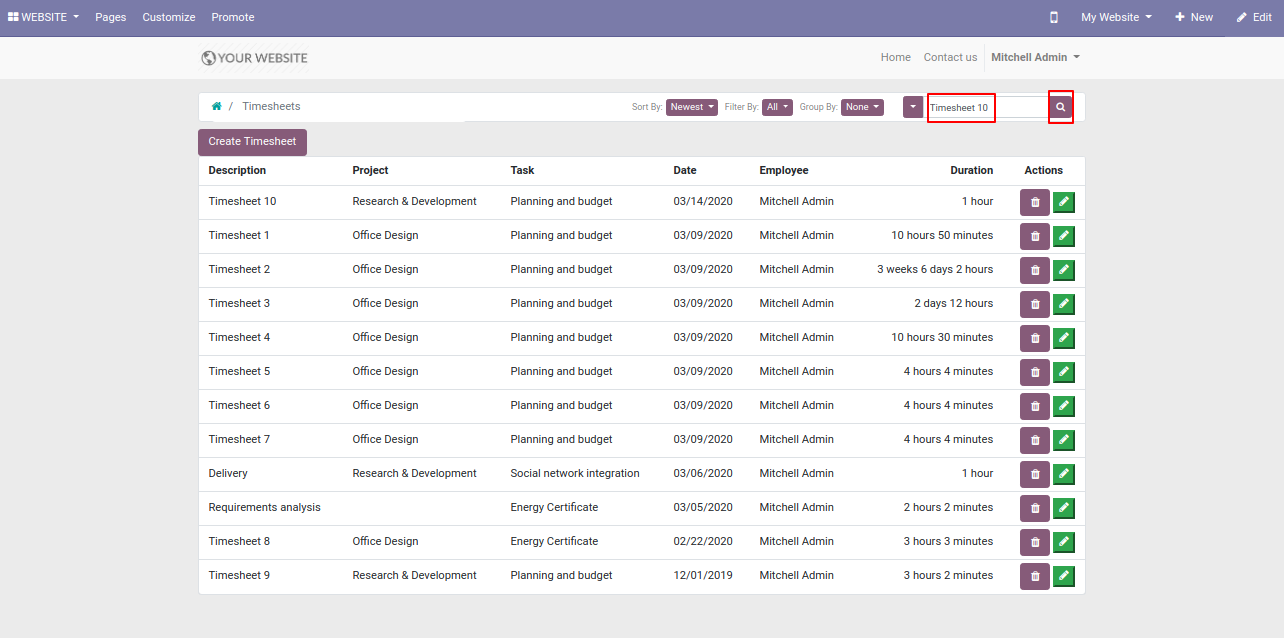 WEBSITE Pages Customize Promote My Website New Edit
YOUR WEBSITE Home Contact us Mitchell Admin
/ Timesheets Sort By: Newest Filter By: All Group By: None Timesheet 10
Create Timesheet
Description Project Task Date Employee Duration Actions
Timesheet 10 Research & Development Planning and budget 03/14/2020 Mitchell Admin 1 hour
Timesheet 1 Office Design Planning and budget 03/09/2020 Mitchell Admin 10 hours 50 minutes
Timesheet 2 Office Design Planning and budget 03/09/2020 Mitchell Admin 3 weeks 6 days 2 hours
Timesheet 3 Office Design Planning and budget 03/09/2020 Mitchell Admin 2 days 12 hours
Timesheet 4 Office Design Planning and budget 03/09/2020 Mitchell Admin 10 hours 30 minutes
Timesheet 5 Office Design Planning and budget 03/09/2020 Mitchell Admin 4 hours 4 minutes
Timesheet 6 Office Design Planning and budget 03/09/2020 Mitchell Admin 4 hours 4 minutes
Timesheet 7 Office Design Planning and budget 03/09/2020 Mitchell Admin 4 hours 4 minutes
Delivery Research & Development Social network integration 03/06/2020 Mitchell Admin 1 hour
Requirements analysis Energy Certificate 03/05/2020 Mitchell Admin 2 hours 2 minutes
Timesheet 8 Office Design Energy Certificate 02/22/2020 Mitchell Admin 3 hours 3 minutes
Timesheet 9 Research & Development Planning and budget 12/01/2019 Mitchell Admin 3 hours 2 minutes